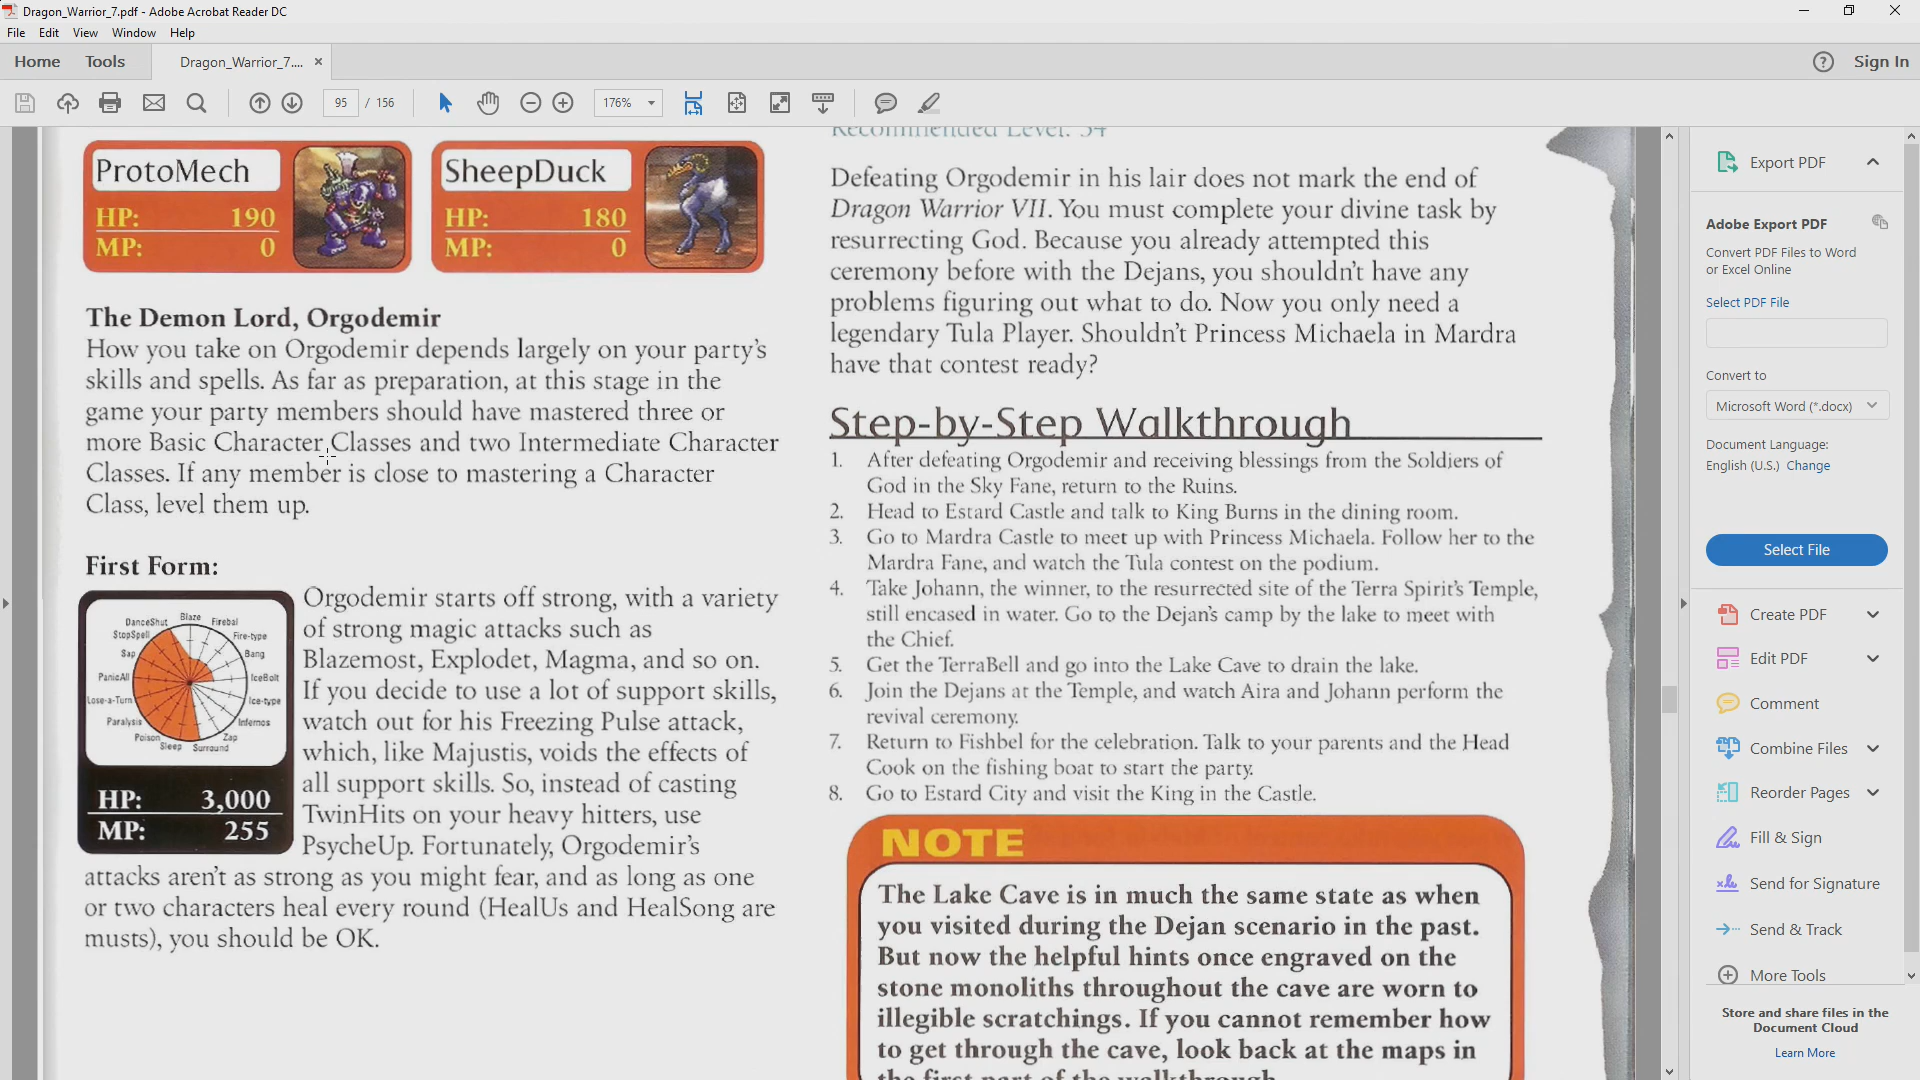 Dragon_Warrior_7.pdf - Adobe Acrobat Reader DC
File Edit View Window Help
Home Tools Dragon_Warrior_7.... × Sign In
95 / 156 176%
ProtoMech
HP: 190
MP: 0
SheepDuck
HP: 180
MP: 0
The Demon Lord, Orgodemir
How you take on Orgodemir depends largely on your party's
skills and spells. As far as preparation, at this stage in the
game your party members should have mastered three or
more Basic Character Classes and two Intermediate Character
Classes. If any member is close to mastering a Character
Class, level them up.
First Form:
Blaze
Firebal
Fire-type
Bang
IceBolt
Ice-type
Infernos
Zap
Surround
Sleep
Poison
Paralysis
Lose-a-Turn
PanicAll
Sap
StopSpell
DanceShut
HP: 3,000
MP: 255
Orgodemir starts off strong, with a variety
of strong magic attacks such as
Blazemost, Explodet, Magma, and so on.
If you decide to use a lot of support skills,
watch out for his Freezing Pulse attack,
which, like Majustis, voids the effects of
all support skills. So, instead of casting
TwinHits on your heavy hitters, use
PsycheUp. Fortunately, Orgodemir's
attacks aren't as strong as you might fear, and as long as one
or two characters heal every round (HealUs and HealSong are
musts), you should be OK.
Recommended Level: 34
Defeating Orgodemir in his lair does not mark the end of
Dragon Warrior VII. You must complete your divine task by
resurrecting God. Because you already attempted this
ceremony before with the Dejans, you shouldn't have any
problems figuring out what to do. Now you only need a
legendary Tula Player. Shouldn't Princess Michaela in Mardra
have that contest ready?
Step-by-Step Walkthrough
1. After defeating Orgodemir and receiving blessings from the Soldiers of
God in the Sky Fane, return to the Ruins.
2. Head to Estard Castle and talk to King Burns in the dining room.
3. Go to Mardra Castle to meet up with Princess Michaela. Follow her to the
Mardra Fane, and watch the Tula contest on the podium.
4. Take Johann, the winner, to the resurrected site of the Terra Spirit's Temple,
still encased in water. Go to the Dejan's camp by the lake to meet with
the Chief.
5. Get the TerraBell and go into the Lake Cave to drain the lake.
6. Join the Dejans at the Temple, and watch Aira and Johann perform the
revival ceremony.
7. Return to Fishbel for the celebration. Talk to your parents and the Head
Cook on the fishing boat to start the party.
8. Go to Estard City and visit the King in the Castle.
NOTE
The Lake Cave is in much the same state as when
you visited during the Dejan scenario in the past.
But now the helpful hints once engraved on the
stone monoliths throughout the cave are worn to
illegible scratchings. If you cannot remember how
to get through the cave, look back at the maps in
the first part of the walkthrough.
Export PDF
Adobe Export PDF
Convert PDF Files to Word
or Excel Online
Select PDF File
Convert to
Microsoft Word (*.docx)
Document Language:
English (U.S.) Change
Select File
Create PDF
Edit PDF
Comment
Combine Files
Reorder Pages
Fill & Sign
Send for Signature
Send & Track
More Tools
Store and share files in the
Document Cloud
Learn More